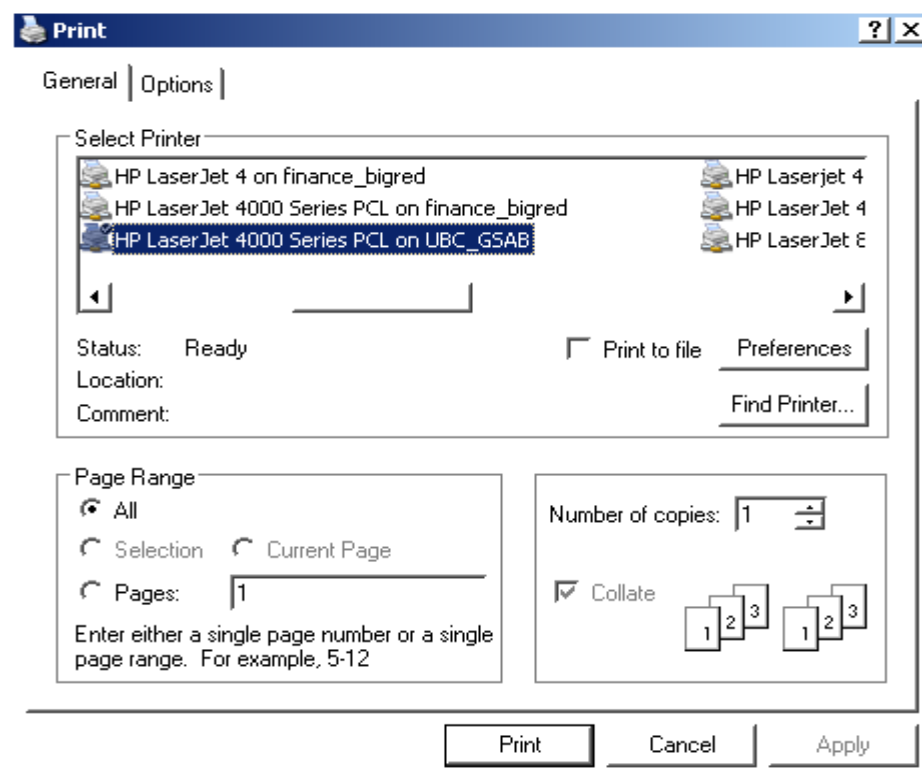 Print
General Options
Select Printer
HP LaserJet 4 on finance_bigred HP Laserjet 4
HP LaserJet 4000 Series PCL on finance_bigred HP LaserJet 4
HP LaserJet 4000 Series PCL on UBC_GSAB HP LaserJet
Status: Ready Print to file Preferences
Location:
Comment: Find Printer...
Page Range
All Number of copies: 1
Selection Current Page
Pages: 1 Collate
1 2 3 1 2 3
Enter either a single page number or a single
page range. For example, 5-12
Print Cancel Apply